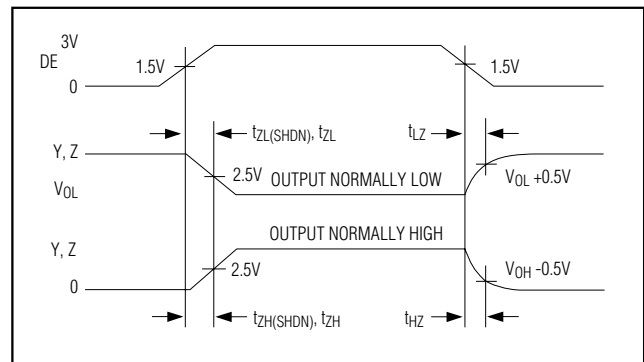 3V
DE
1.5V
1.5V
0
tZL(SHDN), tZL
tLZ
Y, Z
2.5V
OUTPUT NORMALLY LOW
VOL +0.5V
VOL
OUTPUT NORMALLY HIGH
Y, Z
2.5V
VOH -0.5V
0
tZH(SHDN), tZH
tHZ